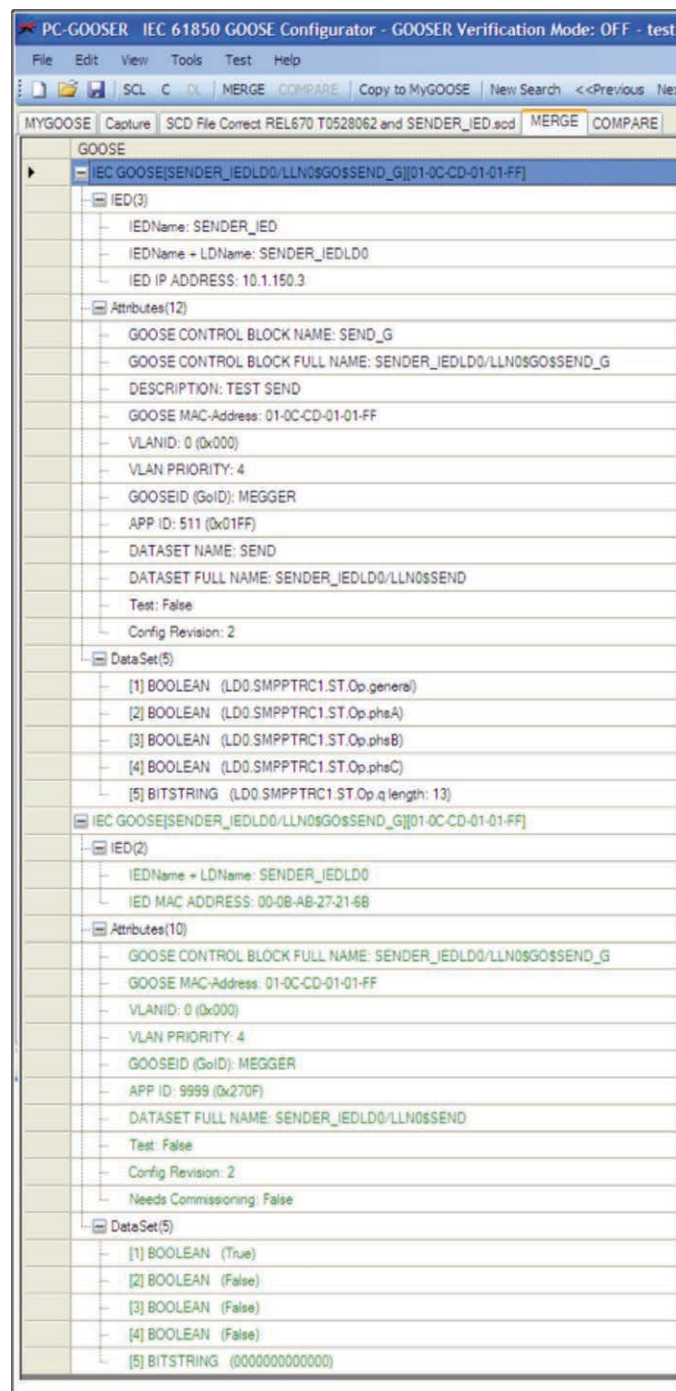 PC-GOOSER IEC 61850 GOOSE Configurator - GOOSER Verification Mode: OFF - test
File Edit View Tools Test Help
SCL C DL MERGE COMPARE Copy to MyGOOSE New Search <<Previous Nex
MYGOOSE Capture SCD File Correct REL670 T0528062 and SENDER_IED.scd MERGE COMPARE
GOOSE
IEC GOOSE[SENDER_IEDLD0/LLN0$GO$SEND_G][01-0C-CD-01-01-FF]
IED(3)
IEDName: SENDER_IED
IEDName + LDName: SENDER_IEDLD0
IED IP ADDRESS: 10.1.150.3
Attributes(12)
GOOSE CONTROL BLOCK NAME: SEND_G
GOOSE CONTROL BLOCK FULL NAME: SENDER_IEDLD0/LLN0$GO$SEND_G
DESCRIPTION: TEST SEND
GOOSE MAC-Address: 01-0C-CD-01-01-FF
VLANID: 0 (0x000)
VLAN PRIORITY: 4
GOOSEID (GoID): MEGGER
APP ID: 511 (0x01FF)
DATASET NAME: SEND
DATASET FULL NAME: SENDER_IEDLD0/LLN0$SEND
Test: False
Config Revision: 2
DataSet(5)
[1] BOOLEAN (LD0.SMPPTRC1.ST.Op.general)
[2] BOOLEAN (LD0.SMPPTRC1.ST.Op.phsA)
[3] BOOLEAN (LD0.SMPPTRC1.ST.Op.phsB)
[4] BOOLEAN (LD0.SMPPTRC1.ST.Op.phsC)
[5] BITSTRING (LD0.SMPPTRC1.ST.Op.q length: 13)
IEC GOOSE[SENDER_IEDLD0/LLN0$GO$SEND_G][01-0C-CD-01-01-FF]
IED(2)
IEDName + LDName: SENDER_IEDLD0
IED MAC ADDRESS: 00-0B-AB-27-21-6B
Attributes(10)
GOOSE CONTROL BLOCK FULL NAME: SENDER_IEDLD0/LLN0$GO$SEND_G
GOOSE MAC-Address: 01-0C-CD-01-01-FF
VLANID: 0 (0x000)
VLAN PRIORITY: 4
GOOSEID (GoID): MEGGER
APP ID: 9999 (0x270F)
DATASET FULL NAME: SENDER_IEDLD0/LLN0$SEND
Test: False
Config Revision: 2
Needs Commissioning: False
DataSet(5)
[1] BOOLEAN (True)
[2] BOOLEAN (False)
[3] BOOLEAN (False)
[4] BOOLEAN (False)
[5] BITSTRING (0000000000000)